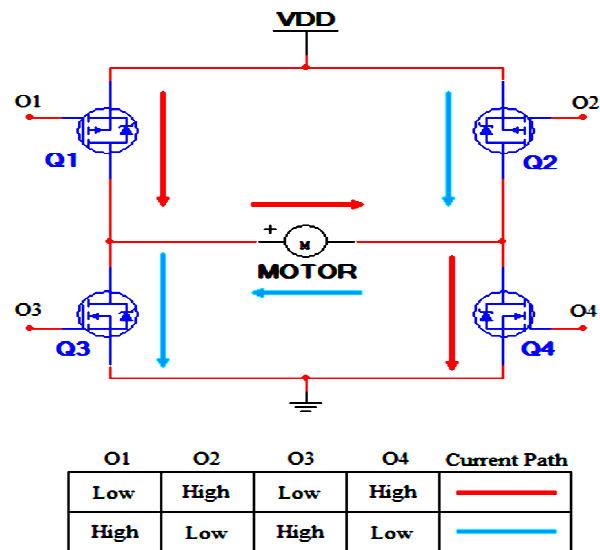 VDD
O1
O2
Q1
Q2
+
M
MOTOR
O3
O4
Q3
Q4
O1 O2 O3 O4 Current Path
Low High Low High
High Low High Low